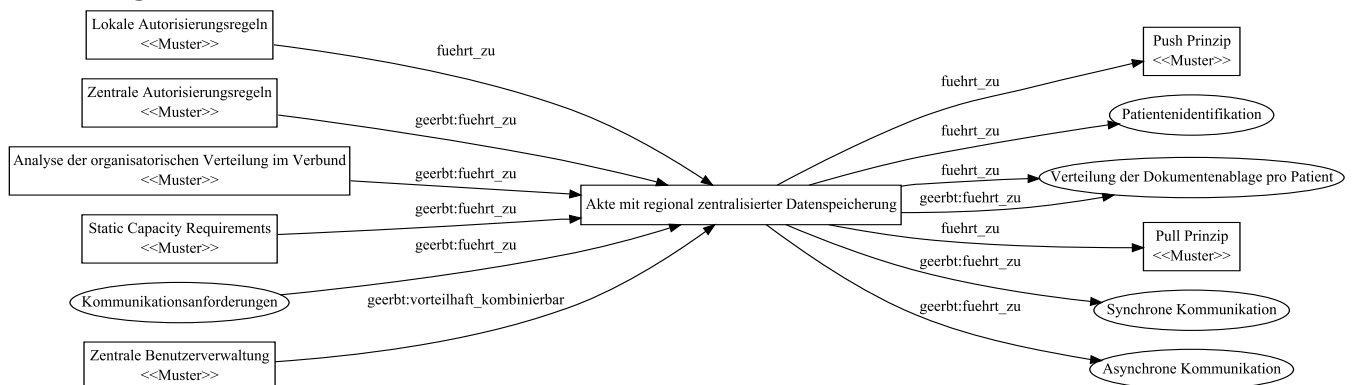 Lokale Autorisierungsregeln
<<Muster>>
fuehrt_zu
Zentrale Autorisierungsregeln
<<Muster>>
geerbt:fuehrt_zu
Analyse der organisatorischen Verteilung im Verbund
<<Muster>>
geerbt:fuehrt_zu
Static Capacity Requirements
<<Muster>>
geerbt:fuehrt_zu
Kommunikationsanforderungen
geerbt:fuehrt_zu
Zentrale Benutzerverwaltung
<<Muster>>
geerbt:vorteilhaft_kombinierbar
Akte mit regional zentralisierter Datenspeicherung
fuehrt_zu
Push Prinzip
<<Muster>>
fuehrt_zu
Patientenidentifikation
fuehrt_zu
geerbt:fuehrt_zu
Verteilung der Dokumentenablage pro Patient
fuehrt_zu
Pull Prinzip
<<Muster>>
geerbt:fuehrt_zu
Synchrone Kommunikation
geerbt:fuehrt_zu
Asynchrone Kommunikation